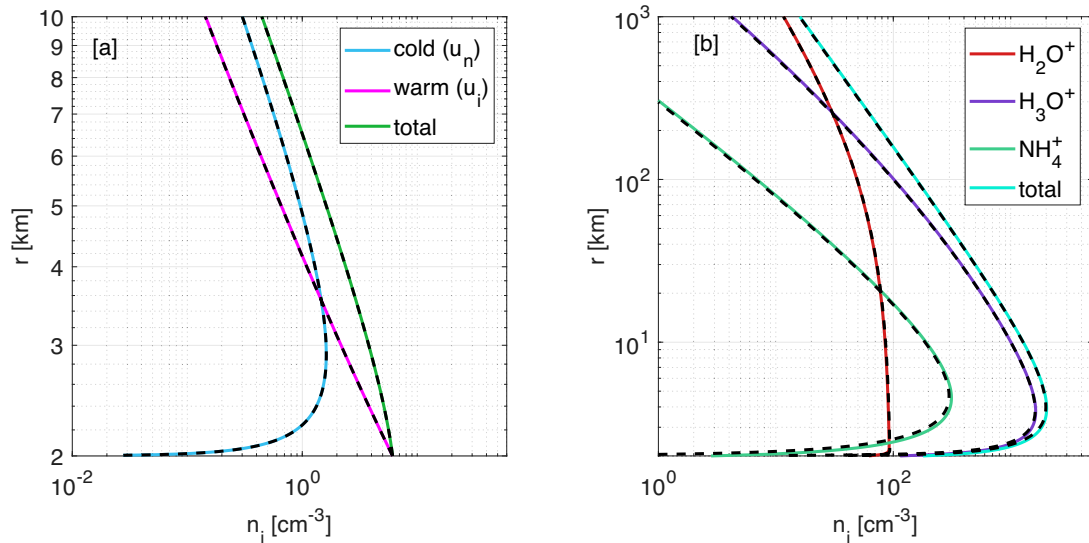 [a]
cold (u_n)
warm (u_i)
total
r [km]
10
9
8
7
6
5
4
3
2
10^-2
10^0
n_i [cm^-3]
[b]
H_2O^+
H_3O^+
NH_4^+
total
r [km]
10^3
10^2
10^1
10^0
10^2
n_i [cm^-3]